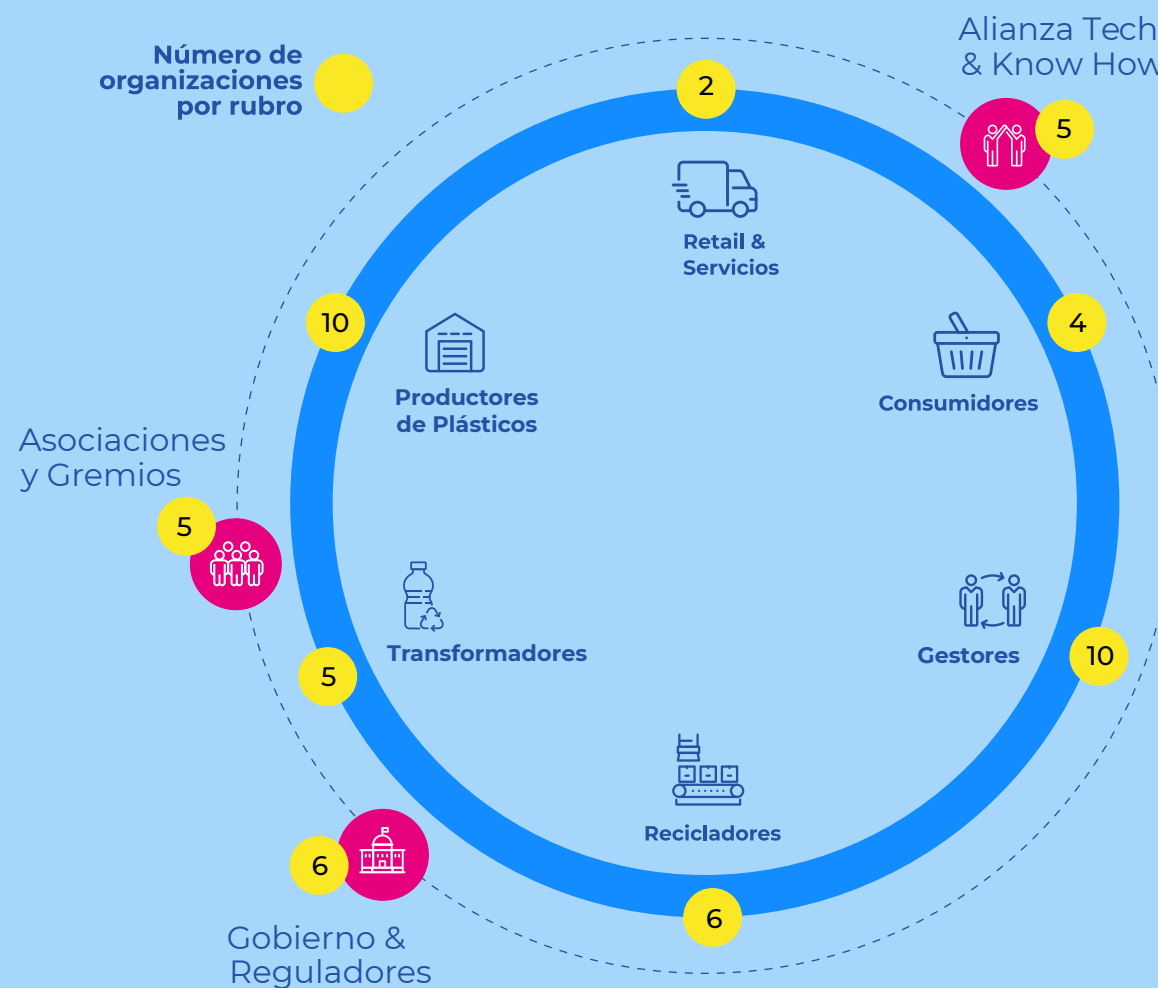 Número de
organizaciones
por rubro
Alianza Tech
& Know How
2
5
Retail &
Servicios
10
4
Productores
de Plásticos
Consumidores
Asociaciones
y Gremios
5
Transformadores
Gestores
5
10
Recicladores
6
6
Gobierno &
Reguladores